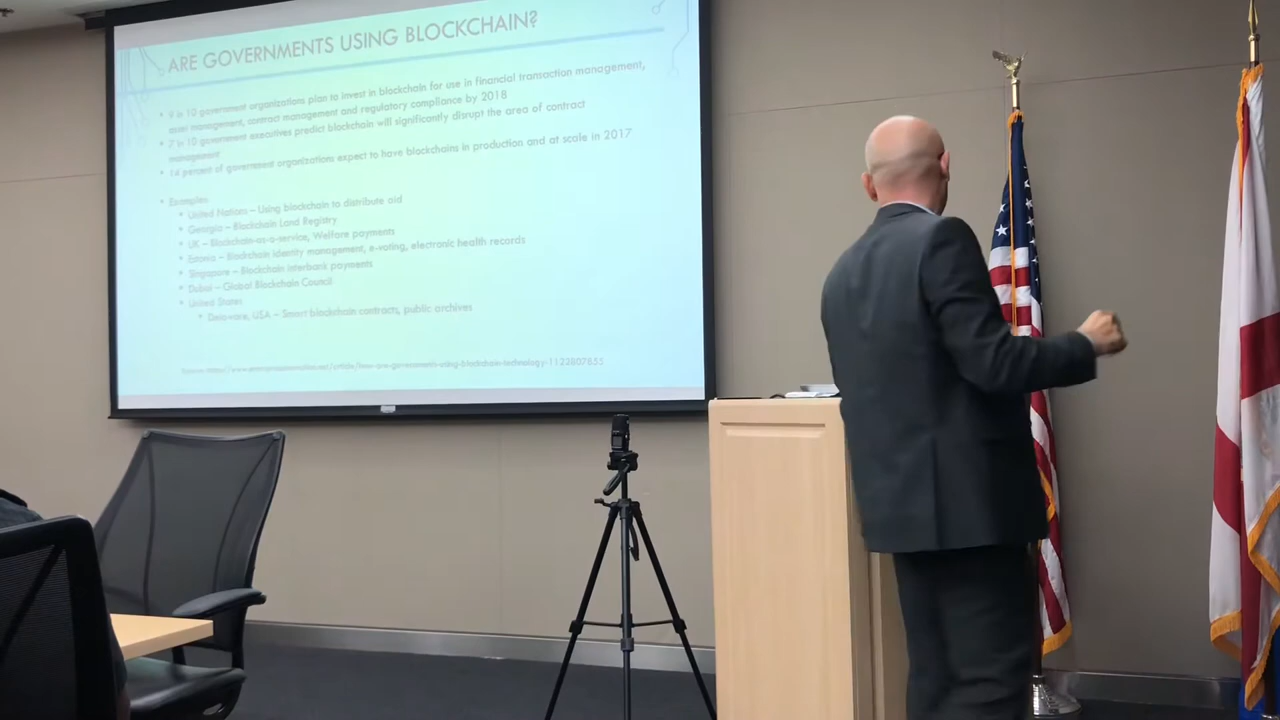 ARE GOVERNMENTS USING BLOCKCHAIN?
• 9 in 10 government organizations plan to invest in blockchain for use in financial transaction management,
asset management, contract management and regulatory compliance by 2018
• 7 in 10 government executives predict blockchain will significantly disrupt the area of contract
management
• 14 percent of government organizations expect to have blockchains in production and at scale in 2017
• Examples
• United Nations – Using blockchain to distribute aid
• Georgia – Blockchain Land Registry
• UK – Blockchain-as-a-service, Welfare payments
• Estonia – Blockchain identity management, e-voting, electronic health records
• Singapore – Blockchain interbank payments
• Dubai – Global Blockchain Council
• United States
• Delaware, USA – Smart blockchain contracts, public archives